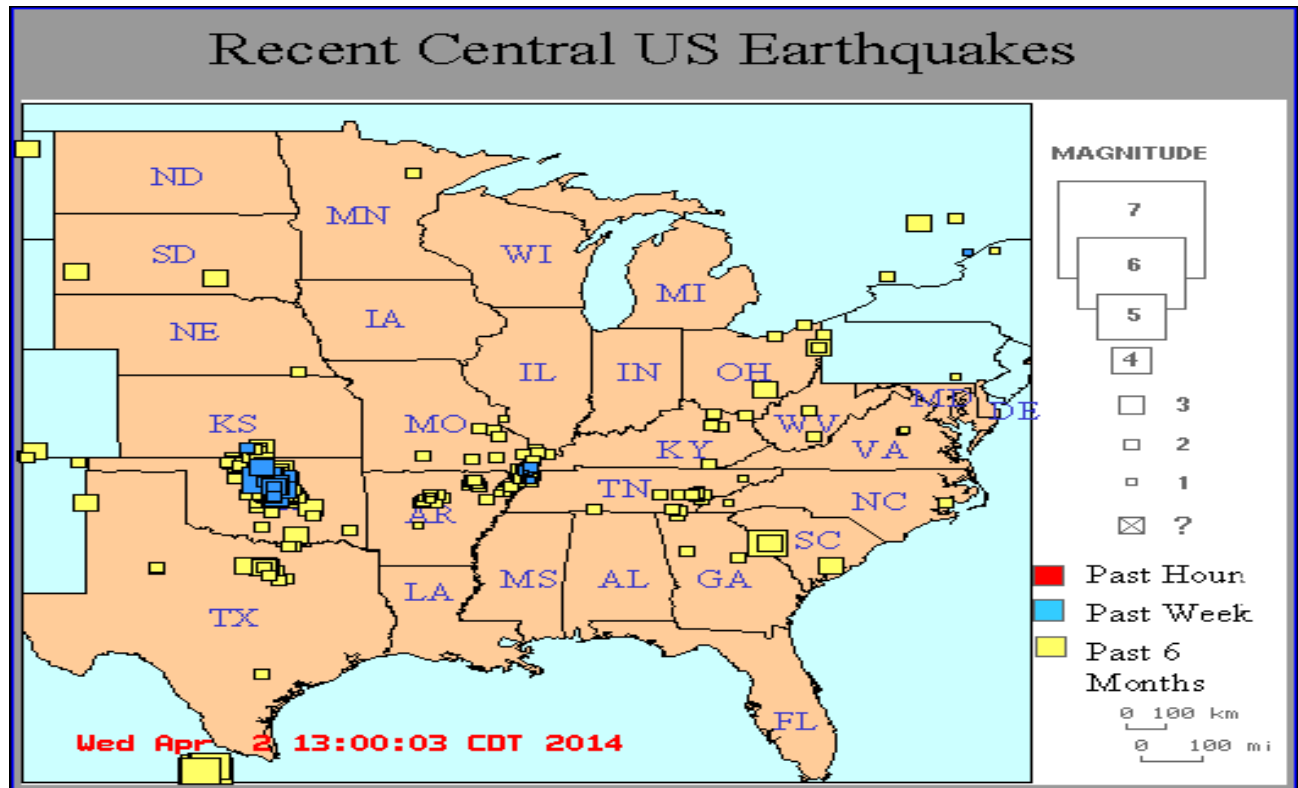 Recent Central US Earthquakes
MAGNITUDE
7
6
5
4
3
2
1
?
Past Houn
Past Week
Past 6
Months
0 100 km
0 100 mi
ND
MN
SD
WI
MI
NE
IA
IL
IN
OH
MD
DE
KS
MO
WV
KY
VA
TN
NC
AR
SC
MS
AL
GA
LA
TX
FL
Wed Apr 2 13:00:03 CDT 2014